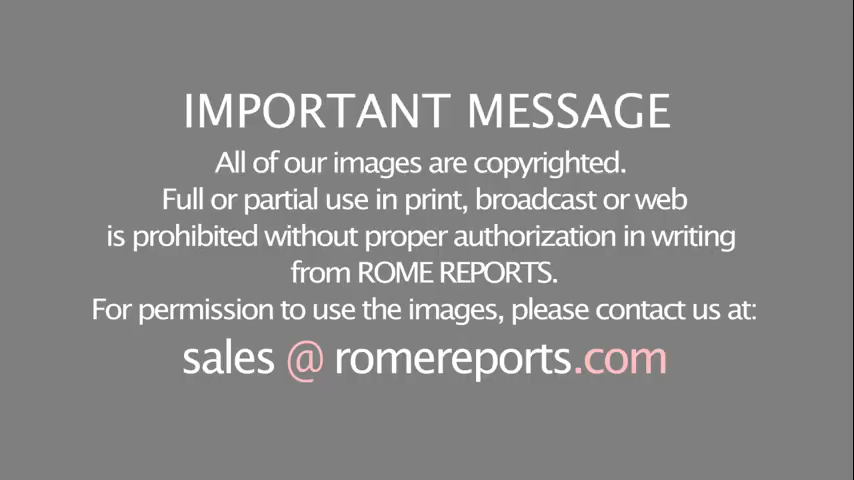 IMPORTANT MESSAGE
All of our images are copyrighted.
Full or partial use in print, broadcast or web
is prohibited without proper authorization in writing
from ROME REPORTS.
For permission to use the images, please contact us at:
sales @ romereports.com